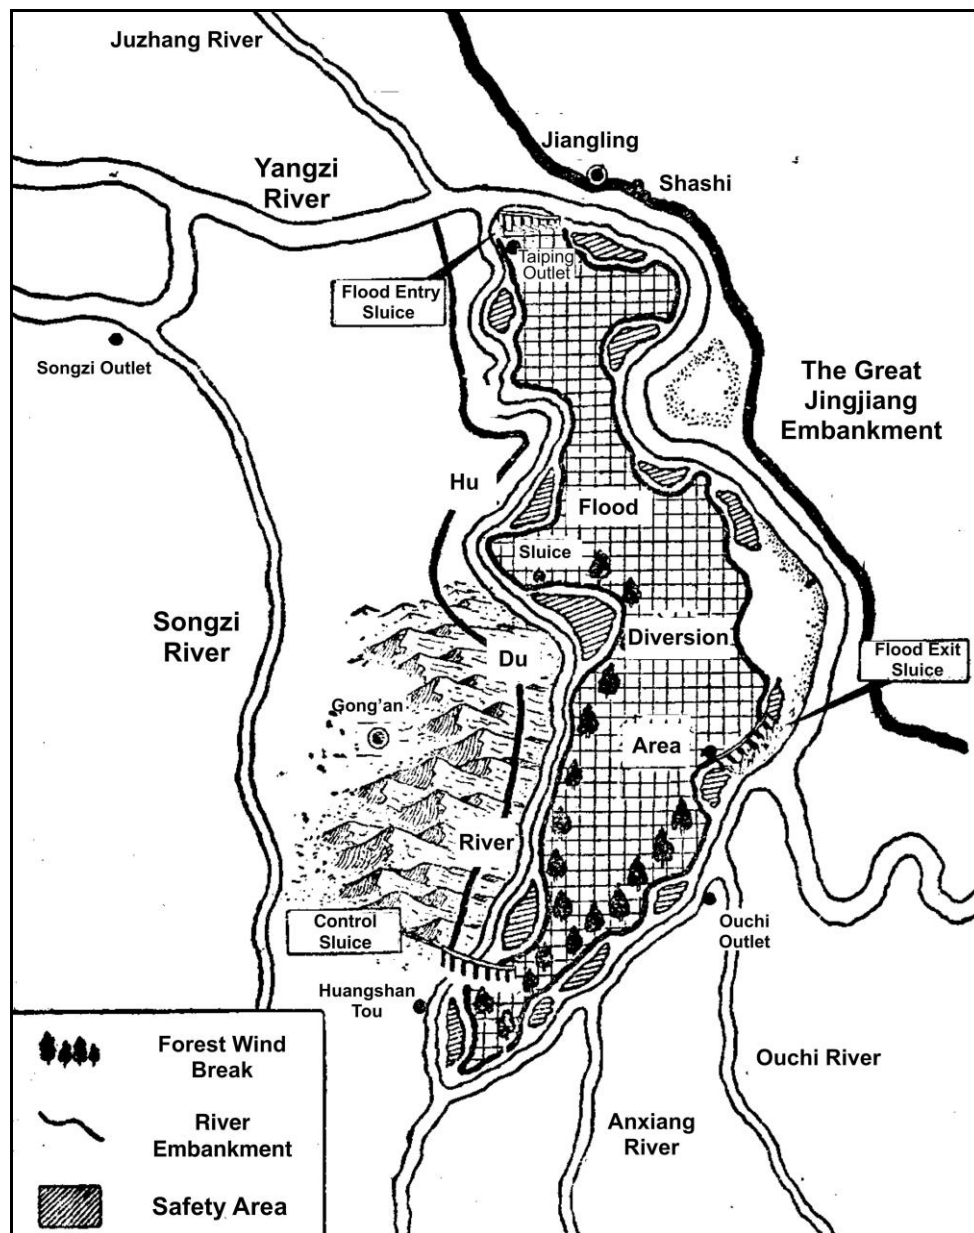 Juzhang River
Jiangling
Yangzi
River
Shashi
Taiping
Outlet
Flood Entry
Sluice
Songzi Outlet
The Great
Jingjiang
Embankment
Hu
Flood
Sluice
Songzi
River
Diversion
Du
Flood Exit
Sluice
Gong'an
Area
River
Control
Sluice
Ouchi
Outlet
Huangshan
Tou
Forest Wind
Break
Ouchi River
River
Embankment
Anxiang
River
Safety Area